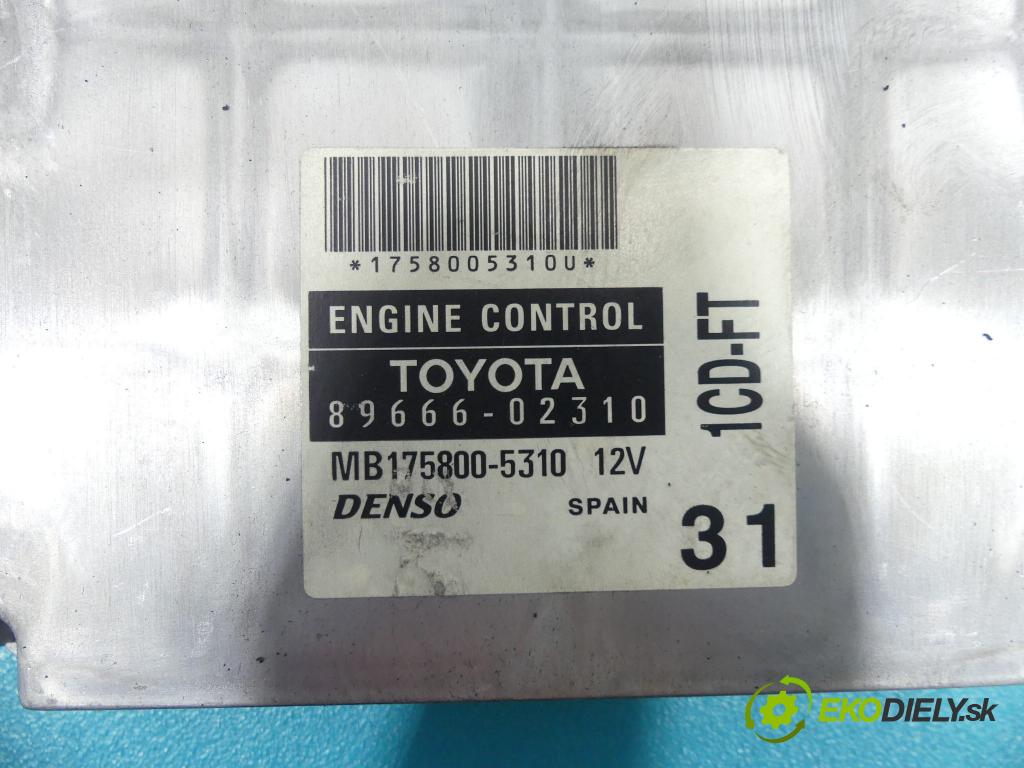 *1758005310U*
ENGINE CONTROL
TOYOTA
89666-02310
MB175800-5310 12V
DENSO SPAIN
1CD-FT
31
EKODIELY.sk